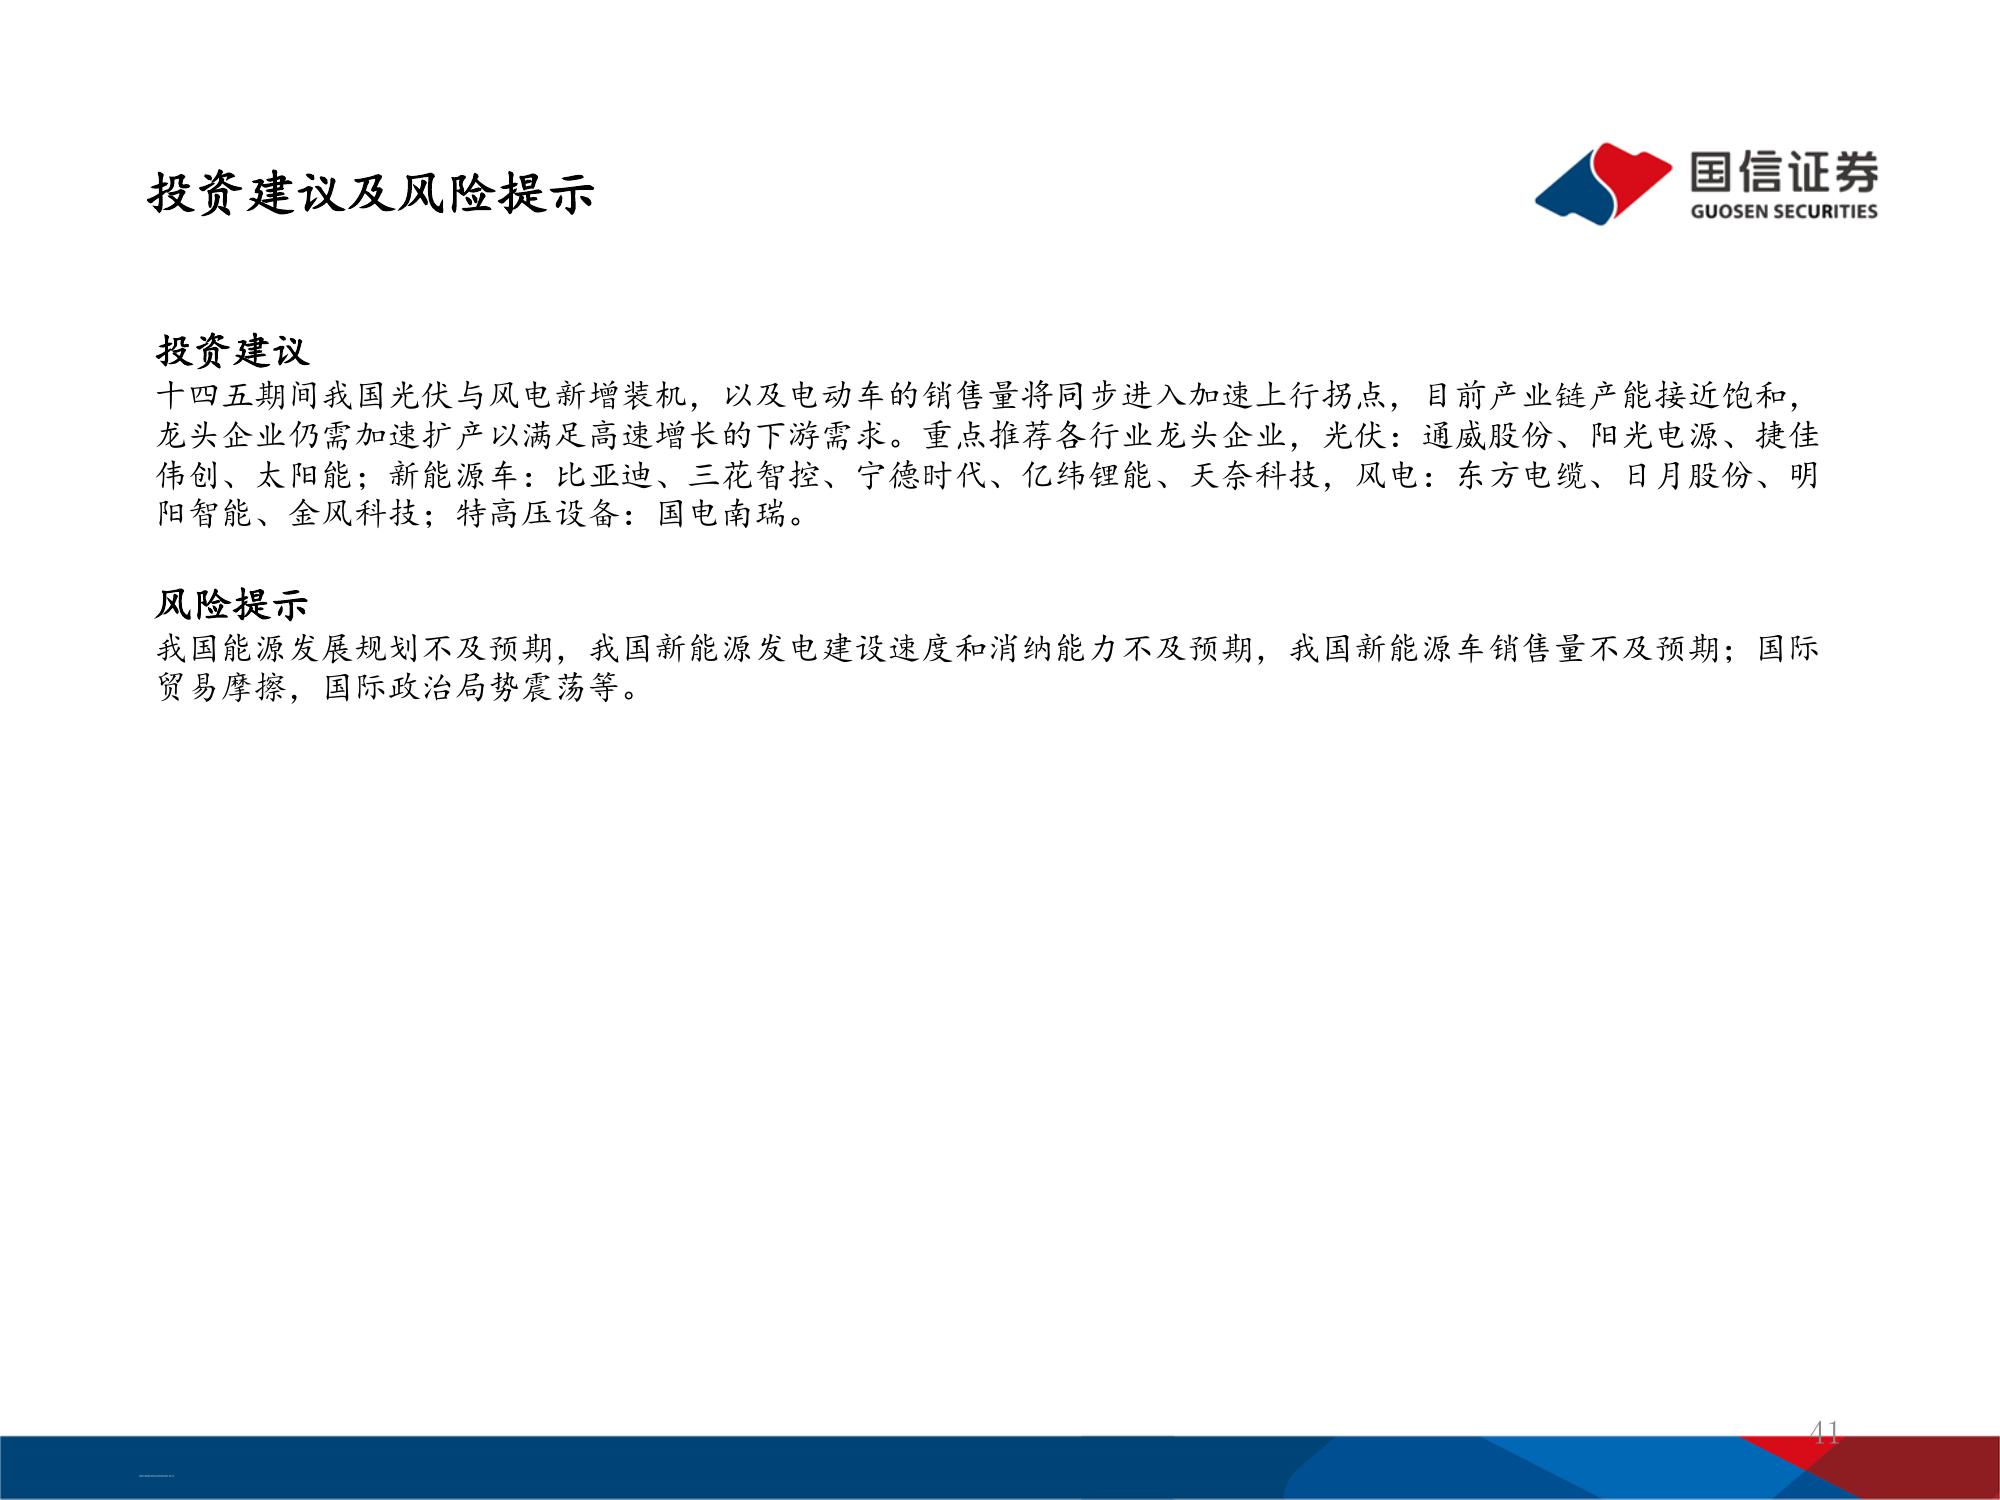 投资建议及风险提示
国信证券
GUOSEN SECURITIES
投资建议
十四五期间我国光伏与风电新增装机，以及电动车的销售量将同步进入加速上行拐点，目前产业链产能接近饱和，
龙头企业仍需加速扩产以满足高速增长的下游需求。重点推荐各行业龙头企业，光伏：通威股份、阳光电源、捷佳
伟创、太阳能；新能源车：比亚迪、三花智控、宁德时代、亿纬锂能、天奈科技，风电：东方电缆、日月股份、明
阳智能、金风科技；特高压设备：国电南瑞。
风险提示
我国能源发展规划不及预期，我国新能源发电建设速度和消纳能力不及预期，我国新能源车销售量不及预期；国际
贸易摩擦，国际政治局势震荡等。
41